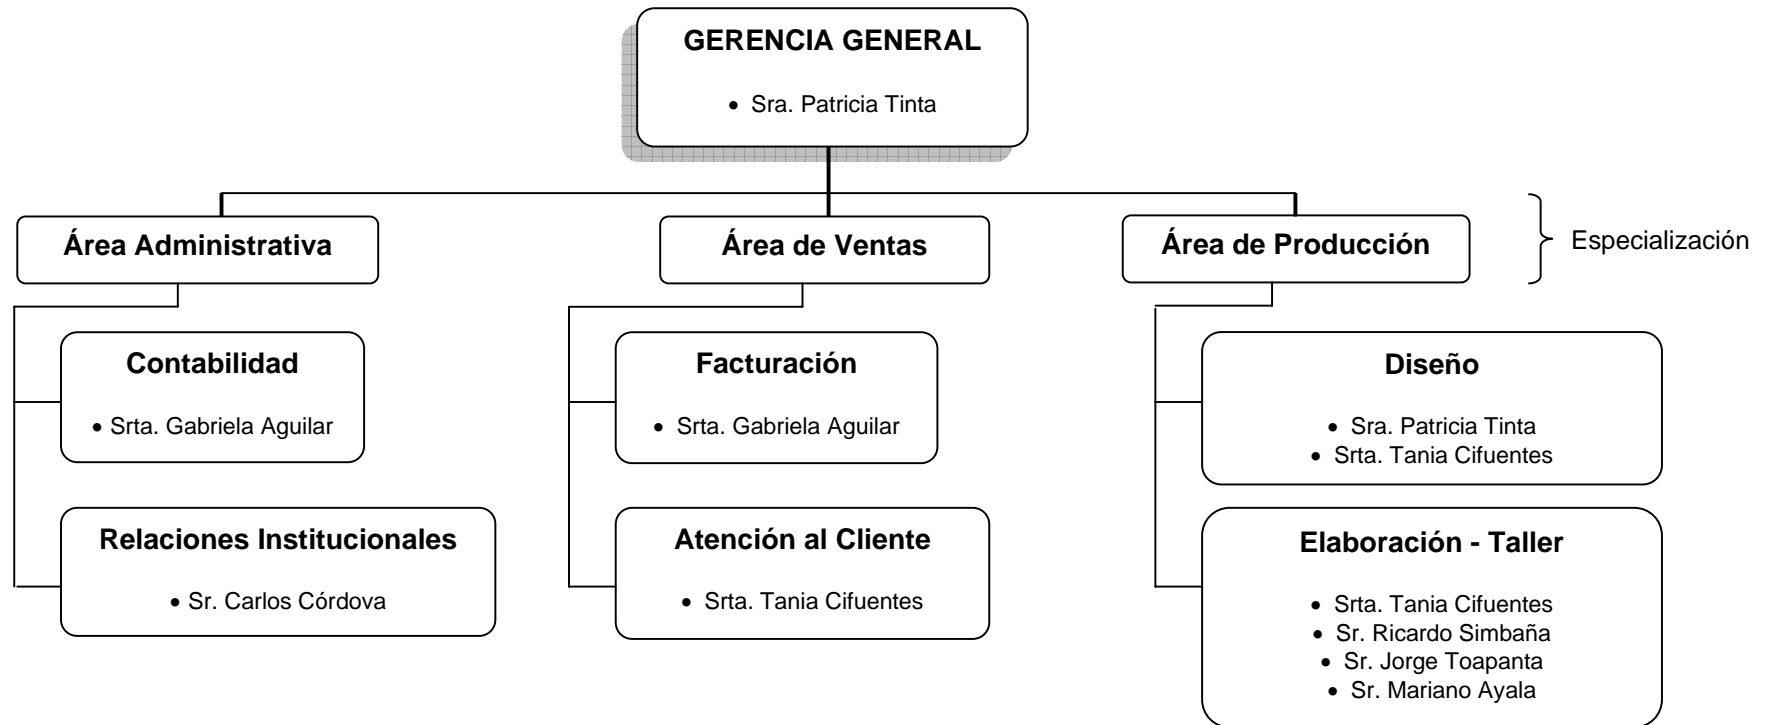 GERENCIA GENERAL
• Sra. Patricia Tinta
Área Administrativa
Área de Ventas
Área de Producción
Especialización
Contabilidad
• Srta. Gabriela Aguilar
Facturación
• Srta. Gabriela Aguilar
Diseño
• Sra. Patricia Tinta
• Srta. Tania Cifuentes
Relaciones Institucionales
• Sr. Carlos Córdova
Atención al Cliente
• Srta. Tania Cifuentes
Elaboración - Taller
• Srta. Tania Cifuentes
• Sr. Ricardo Simbaña
• Sr. Jorge Toapanta
• Sr. Mariano Ayala